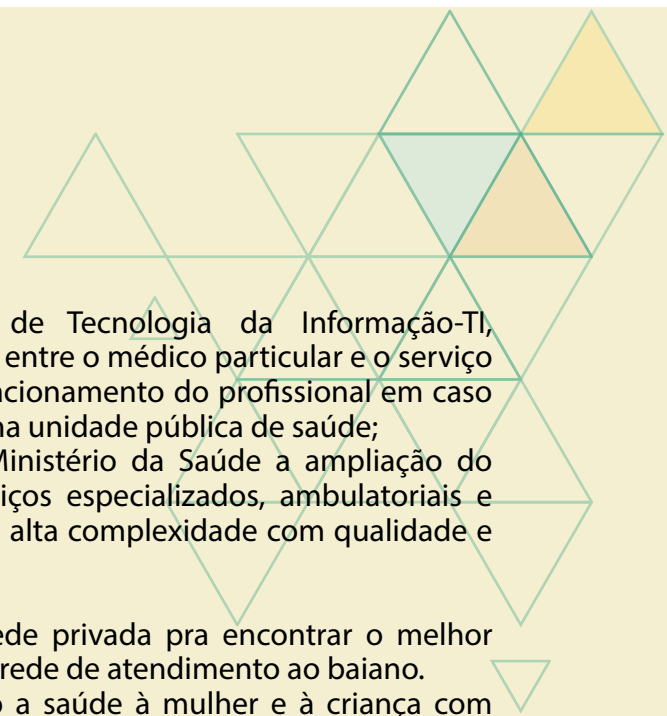 de Tecnologia da Informação-TI,
entre o médico particular e o serviço
acionamento do profissional em caso
na unidade pública de saúde;
Ministério da Saúde a ampliação do
iços especializados, ambulatoriais e
alta complexidade com qualidade e
ede privada pra encontrar o melhor
rede de atendimento ao baiano.
o a saúde à mulher e à criança com